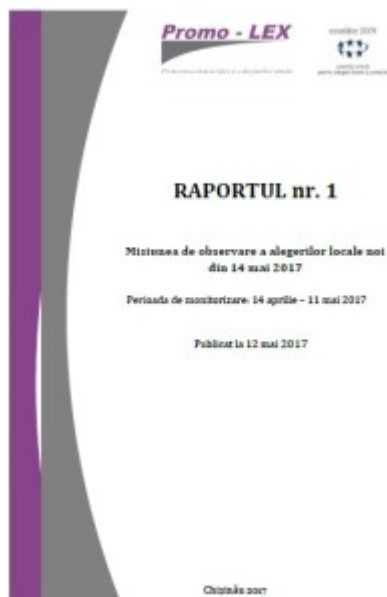 Promo - LEX
RAPORTUL nr. 1
Misiunea de observare a alegerilor locale noi
din 14 mai 2017
Perioada de monitorizare: 14 aprilie – 11 mai 2017
Publicat la 12 mai 2017
Chișinău 2017